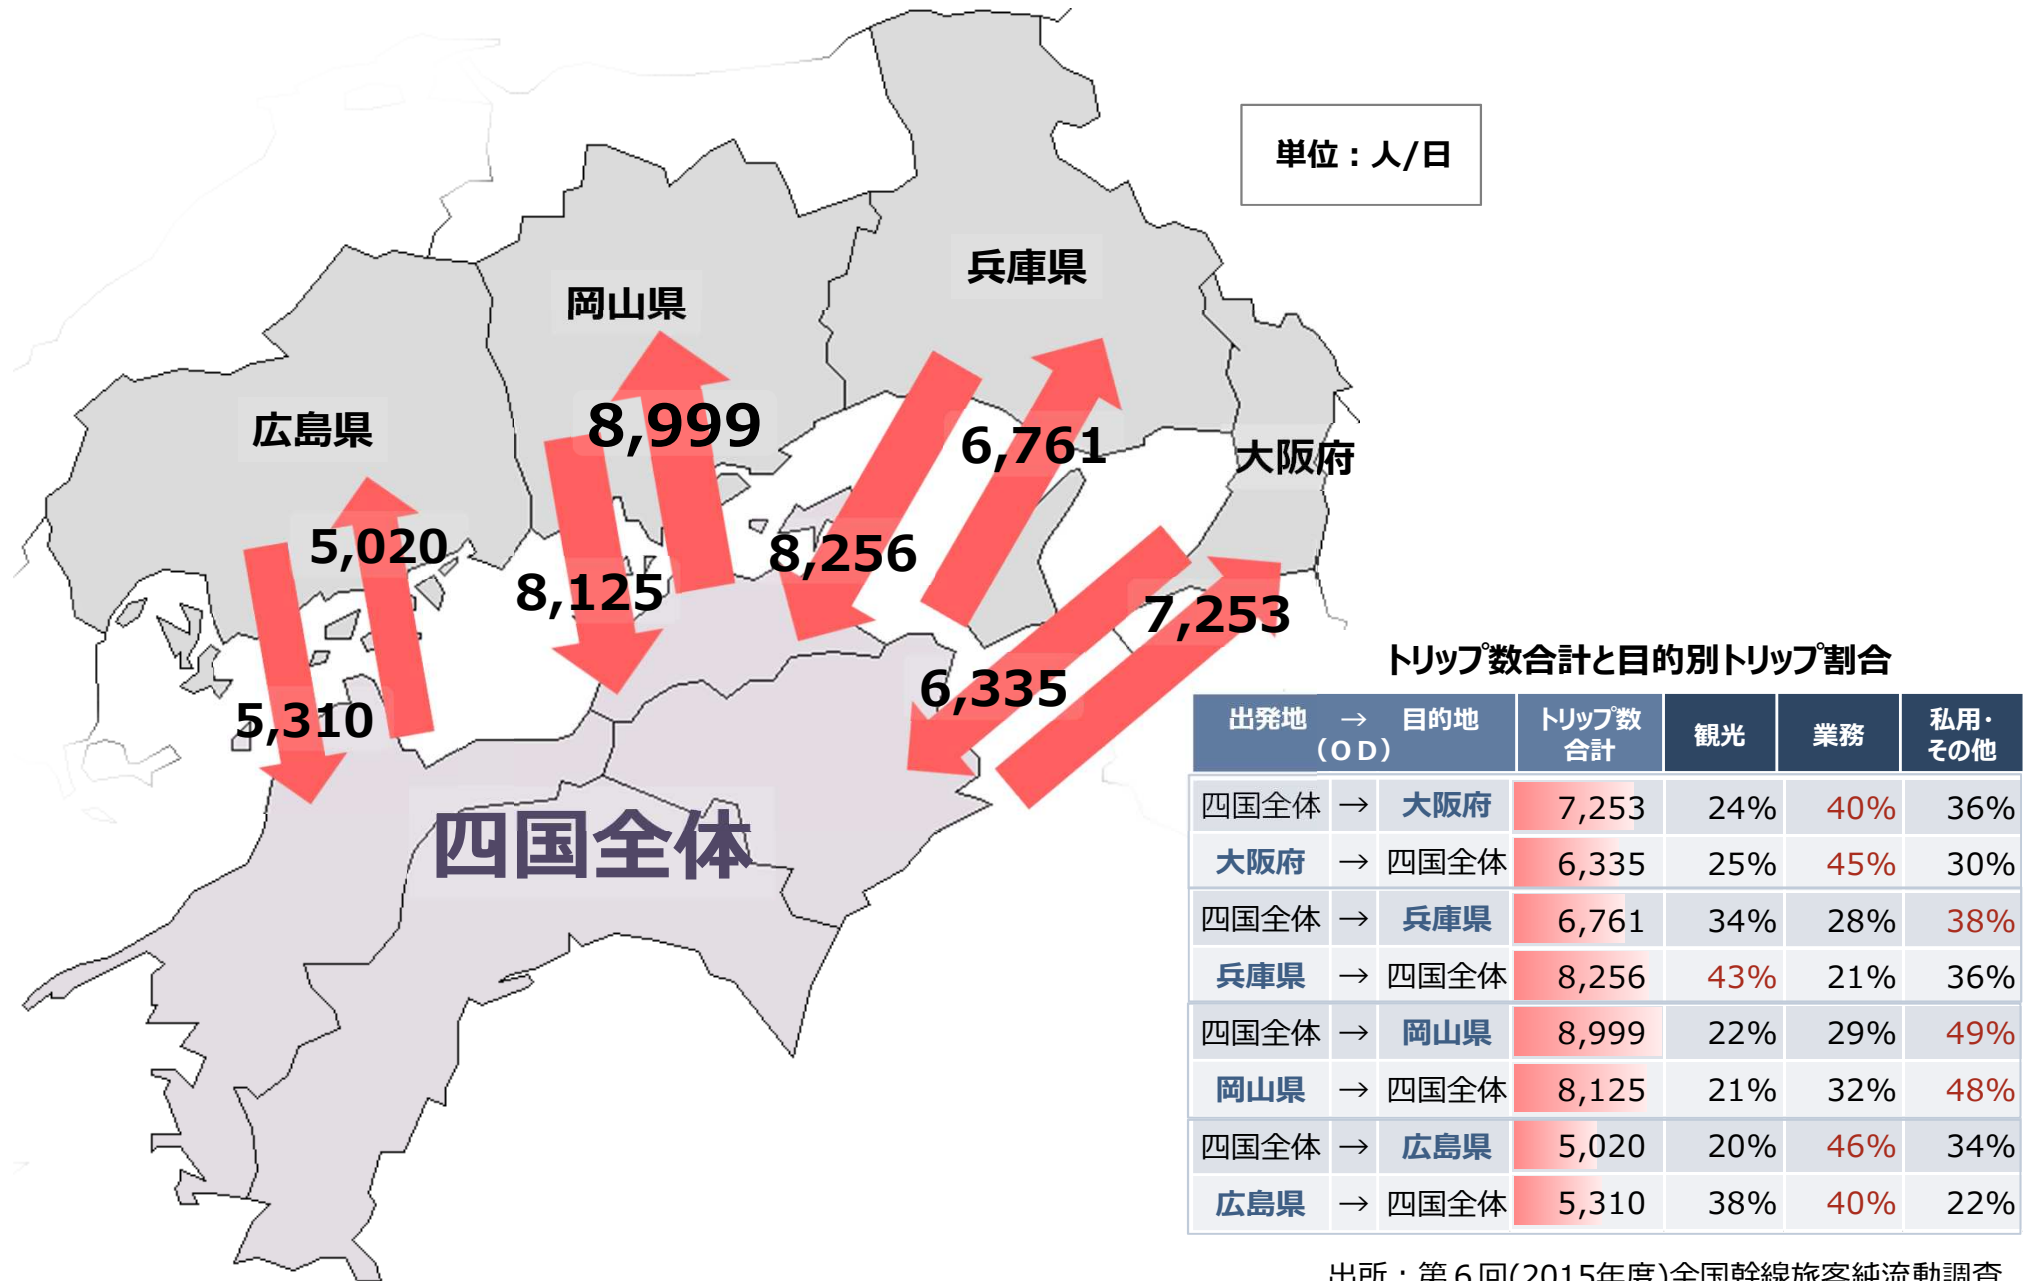 単位：人/日
兵庫県
岡山県
広島県
大阪府
8,999
6,761
5,020
8,256
8,125
7,253
6,335
5,310
四国全体
トリップ数合計と目的別トリップ割合
出発地 → 目的地 （ＯＤ） トリップ数合計 観光 業務 私用・その他
四国全体 → 大阪府 7,253 24% 40% 36%
大阪府 → 四国全体 6,335 25% 45% 30%
四国全体 → 兵庫県 6,761 34% 28% 38%
兵庫県 → 四国全体 8,256 43% 21% 36%
四国全体 → 岡山県 8,999 22% 29% 49%
岡山県 → 四国全体 8,125 21% 32% 48%
四国全体 → 広島県 5,020 20% 46% 34%
広島県 → 四国全体 5,310 38% 40% 22%
出所：第６回(2015年度)全国幹線旅客純流動調査